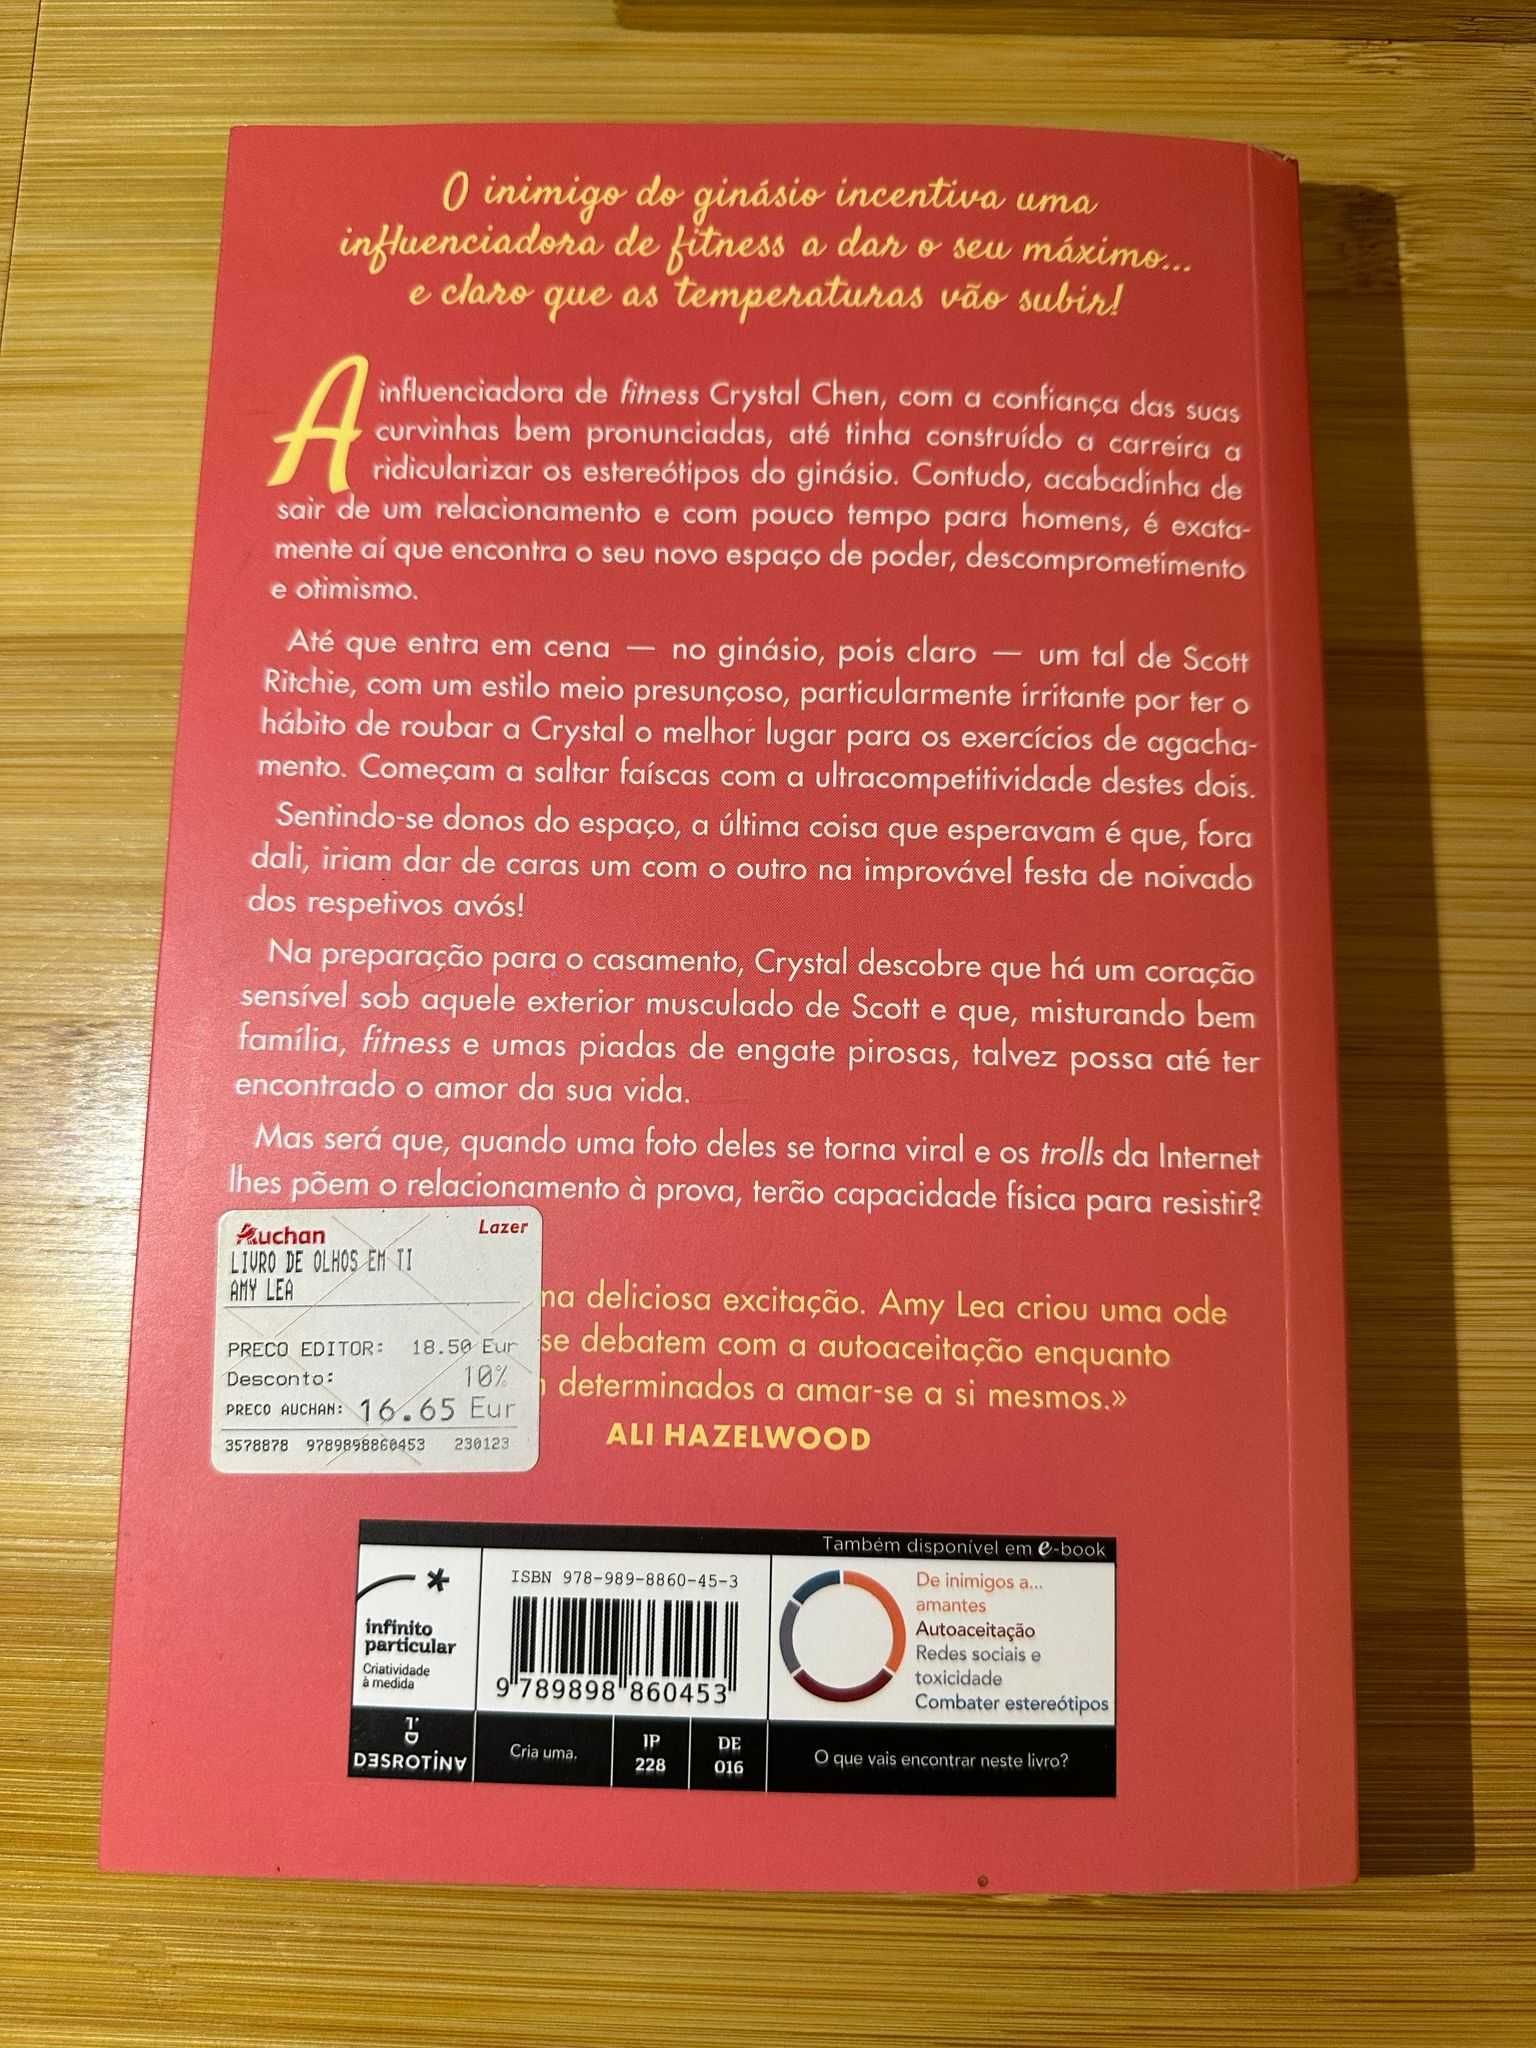 O inimigo do ginásio incentiva uma
influenciadora de fitness a dar o seu máximo...
e claro que as temperaturas vão subir!
A influenciadora de fitness Crystal Chen, com a confiança das suas
curvinhas bem pronunciadas, até tinha construído a carreira a
ridicularizar os estereótipos do ginásio. Contudo, acabadinha de
sair de um relacionamento e com pouco tempo para homens, é exata-
mente aí que encontra o seu novo espaço de poder, descomprometimento
e otimismo.
Até que entra em cena — no ginásio, pois claro — um tal de Scott
Ritchie, com um estilo meio presunçoso, particularmente irritante por ter o
hábito de roubar a Crystal o melhor lugar para os exercícios de agacha-
mento. Começam a saltar faíscas com a ultracompetitividade destes dois.
Sentindo-se donos do espaço, a última coisa que esperavam é que, fora
dali, iriam dar de caras um com o outro na improvável festa de noivado
dos respetivos avós!
Na preparação para o casamento, Crystal descobre que há um coração
sensível sob aquele exterior musculado de Scott e que, misturando bem
família, fitness e umas piadas de engate pirosas, talvez possa até ter
encontrado o amor da sua vida.
Mas será que, quando uma foto deles se torna viral e os trolls da Internet
lhes põem o relacionamento à prova, terão capacidade física para resistir?
Auchan Lazer
LIVRO DE OLHOS EM TI
AMY LEA
PRECO EDITOR: 18.50 Eur
Desconto: 10%
PRECO AUCHAN: 16.65 Eur
3578878 9789898860453 230123
deliciosa excitação. Amy Lea criou uma ode
se debatem com a autoaceitação enquanto
determinados a amar-se a si mesmos.»
ALI HAZELWOOD
Também disponível em e-book
infinito
particular
Criatividade
à medida
ISBN 978-989-8860-45-3
9 789898 860453
De inimigos a...
amantes
Autoaceitação
Redes sociais e
toxicidade
Combater estereótipos
DESROTINA
Cria uma.
IP
228
DE
016
O que vais encontrar neste livro?